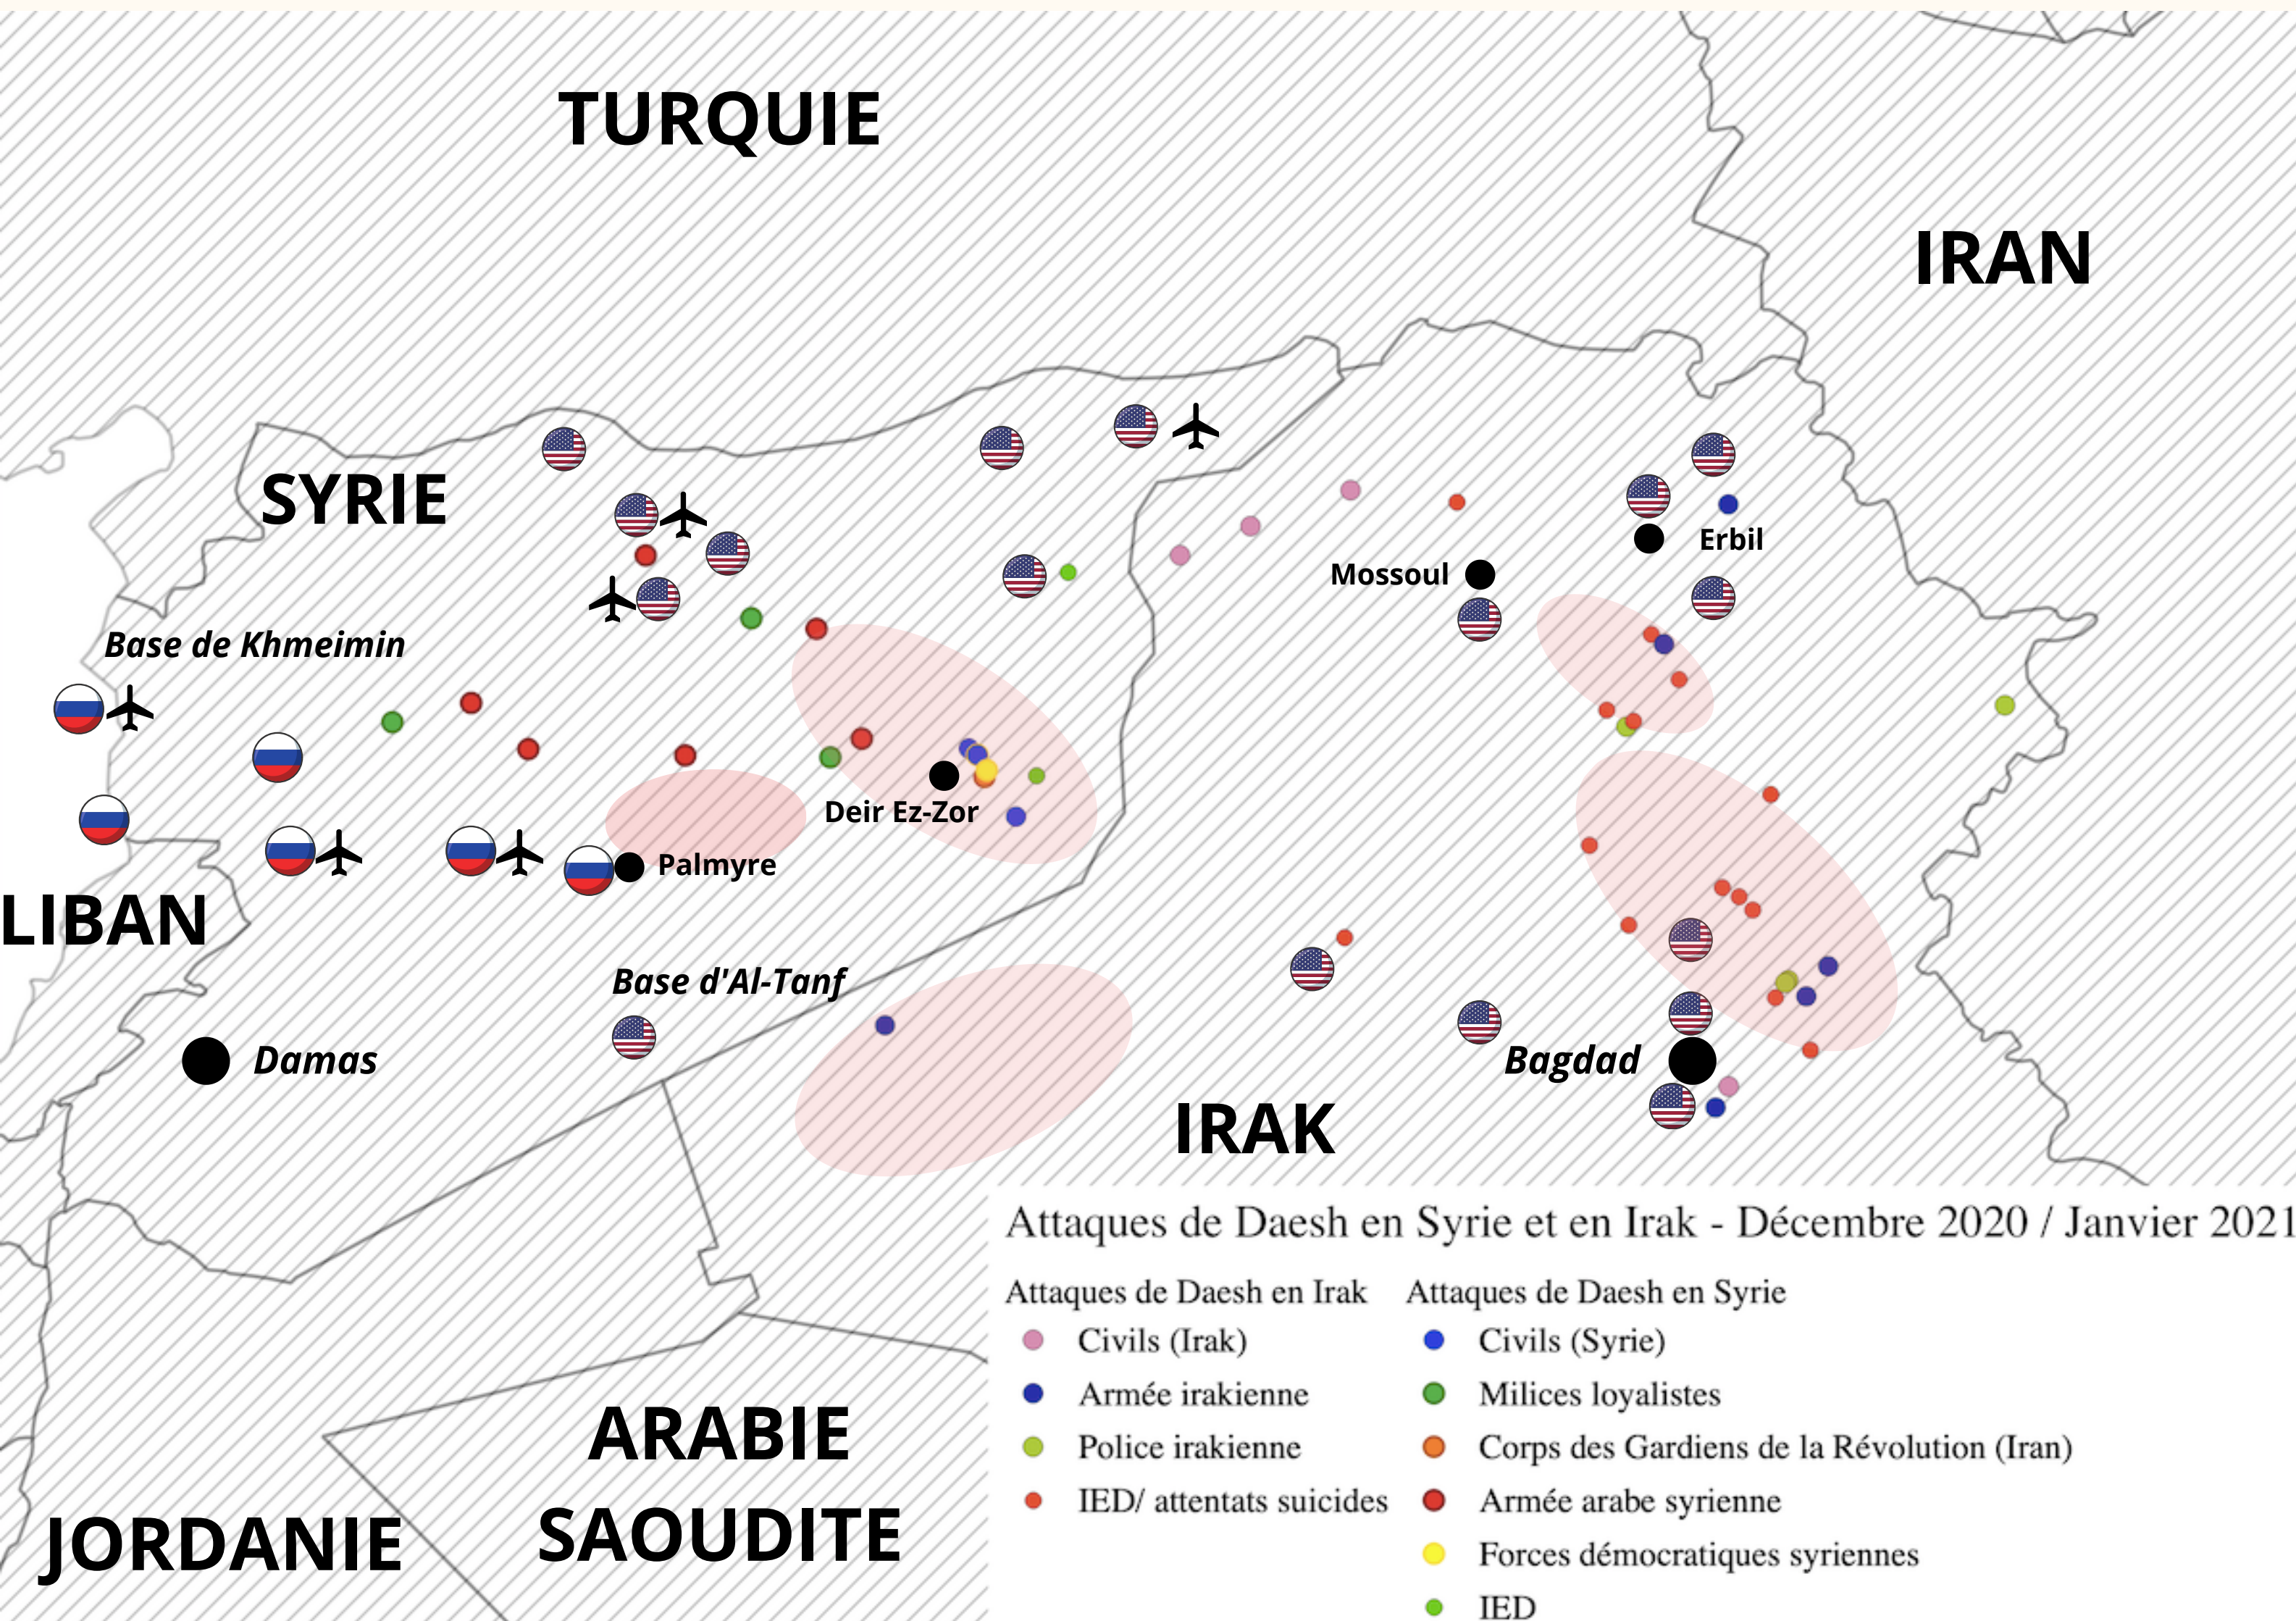 TURQUIE
IRAN
SYRIE
Erbil
Mossoul
Base de Khmeimin
Deir Ez-Zor
Palmyre
LIBAN
Base d'Al-Tanf
Damas
Bagdad
IRAK
Attaques de Daesh en Syrie et en Irak - Décembre 2020 / Janvier 2021
Attaques de Daesh en Irak
Civils (Irak)
Armée irakienne
Police irakienne
IED/ attentats suicides
Attaques de Daesh en Syrie
Civils (Syrie)
Milices loyalistes
Corps des Gardiens de la Révolution (Iran)
Armée arabe syrienne
Forces démocratiques syriennes
IED
ARABIE
SAOUDITE
JORDANIE